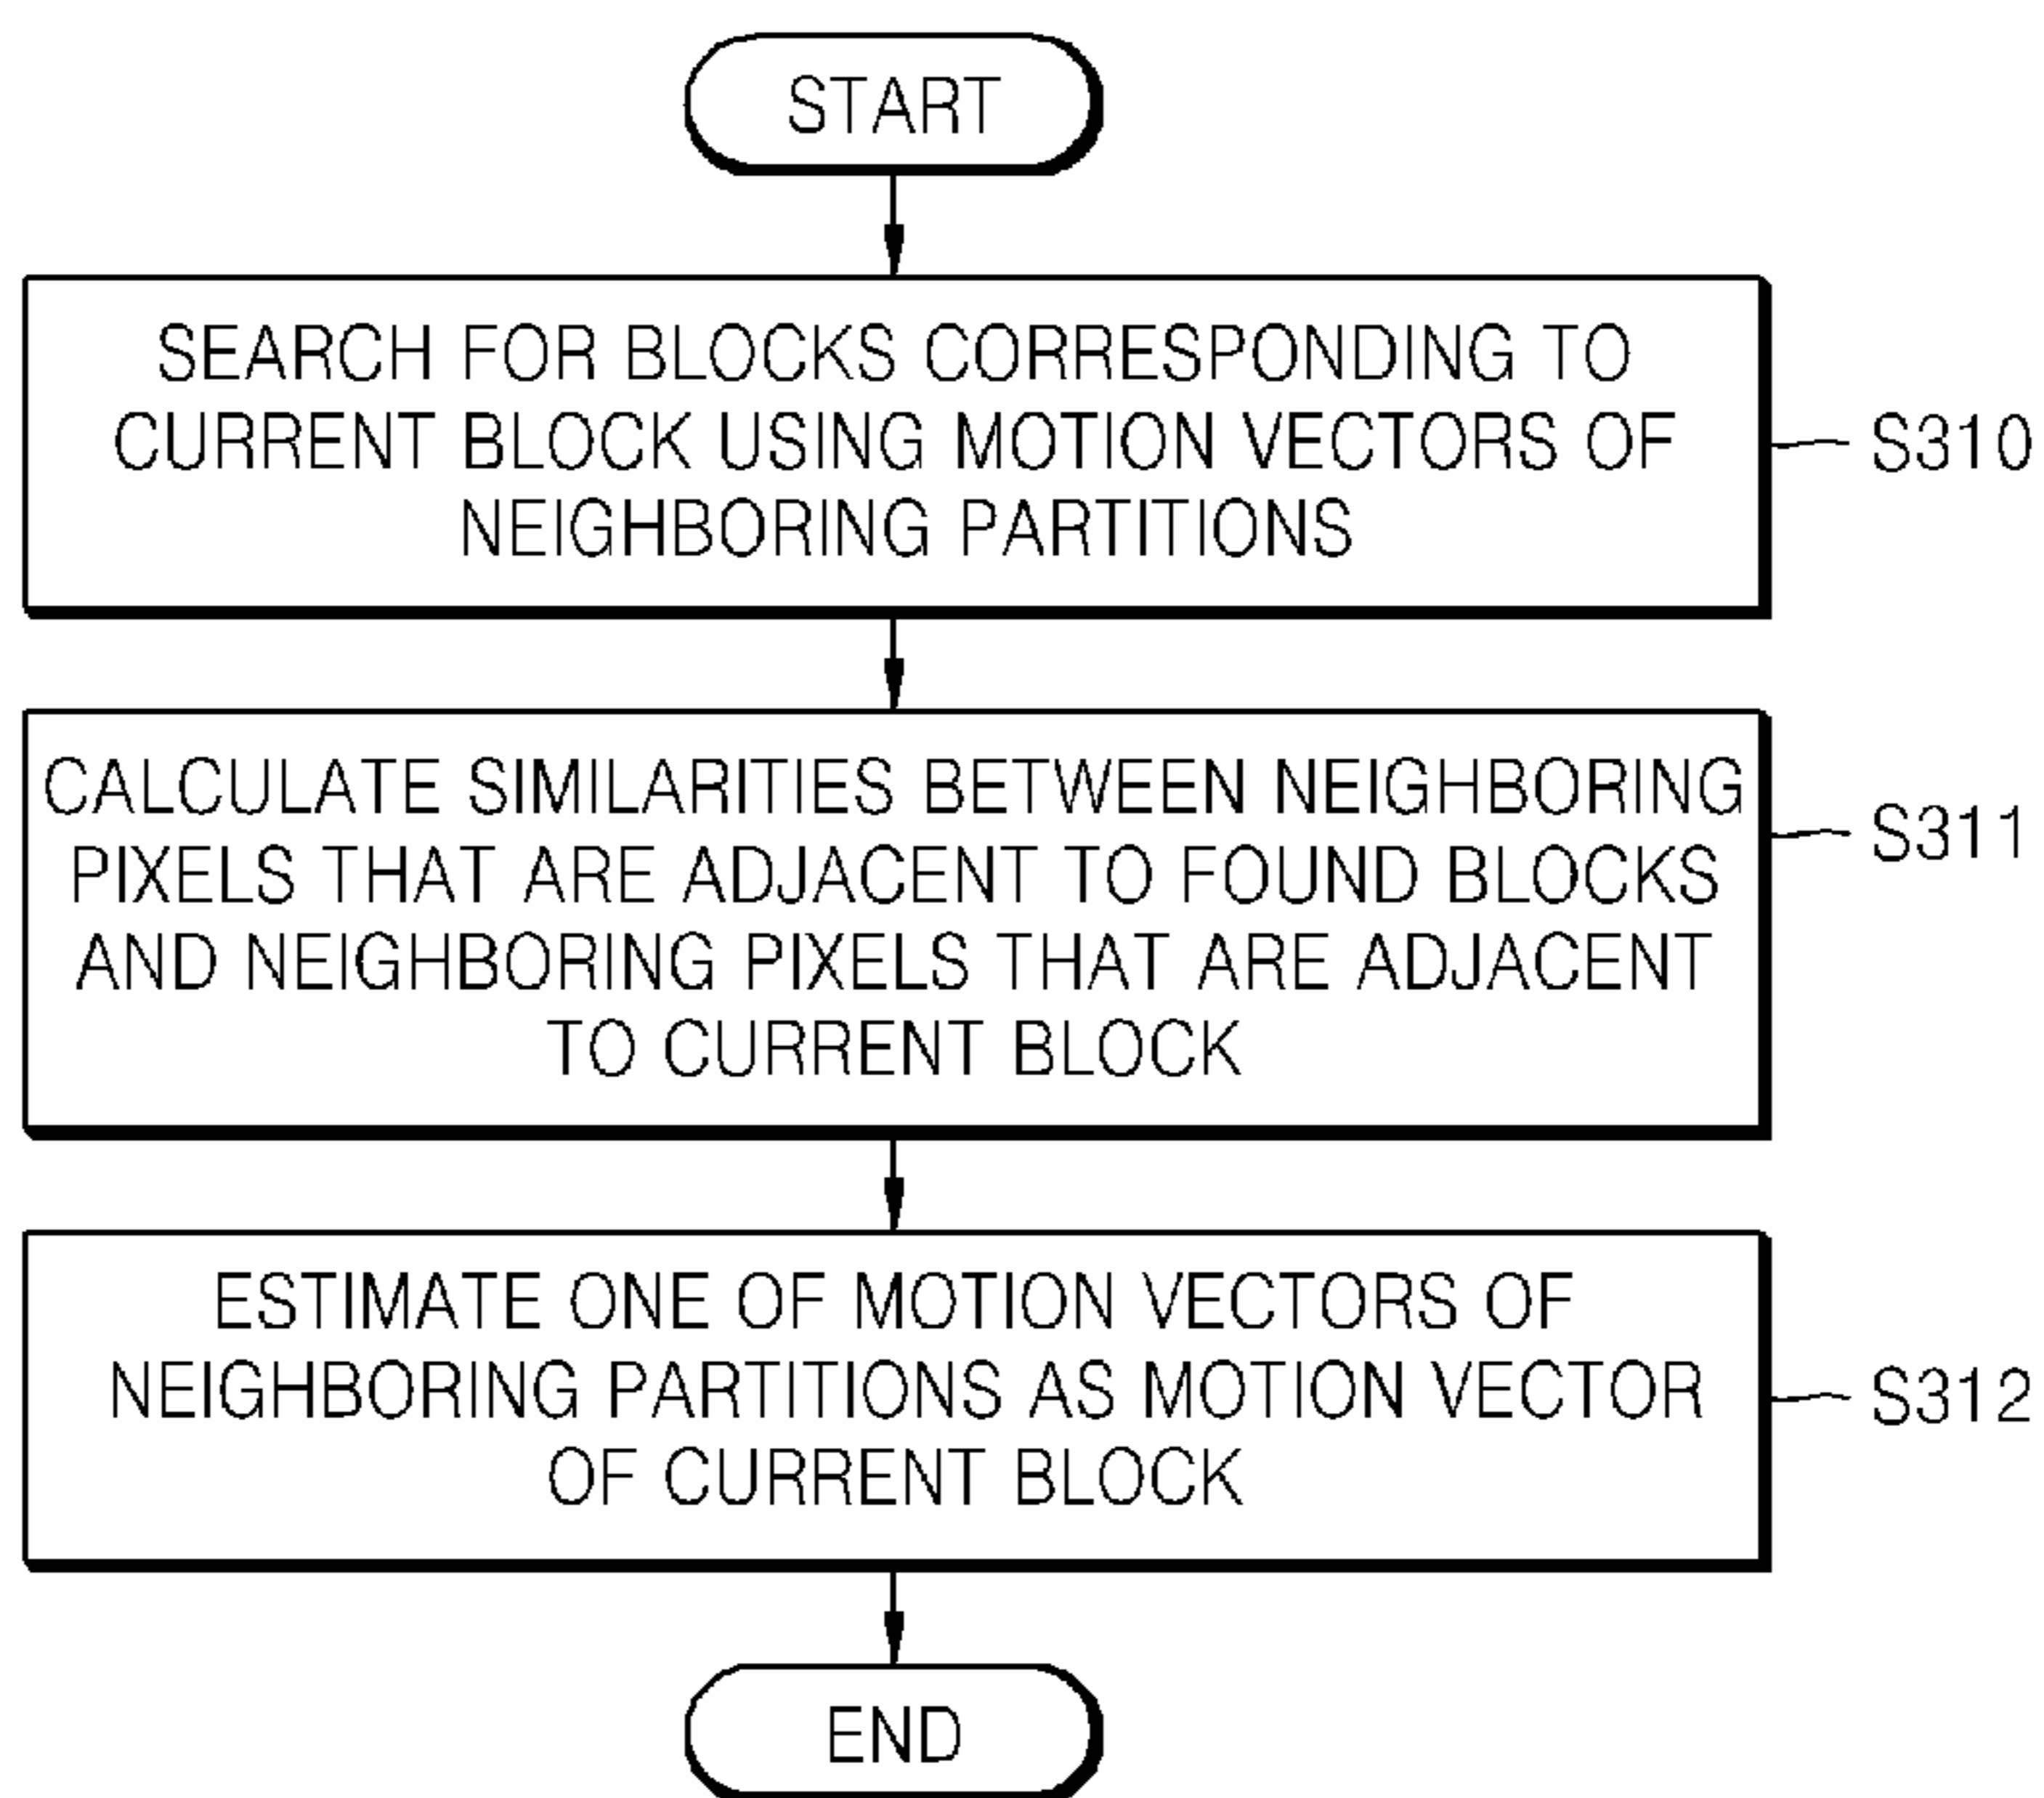 START
SEARCH FOR BLOCKS CORRESPONDING TO
CURRENT BLOCK USING MOTION VECTORS OF
NEIGHBORING PARTITIONS
S310
CALCULATE SIMILARITIES BETWEEN NEIGHBORING
PIXELS THAT ARE ADJACENT TO FOUND BLOCKS
AND NEIGHBORING PIXELS THAT ARE ADJACENT
TO CURRENT BLOCK
S311
ESTIMATE ONE OF MOTION VECTORS OF
NEIGHBORING PARTITIONS AS MOTION VECTOR
OF CURRENT BLOCK
S312
END